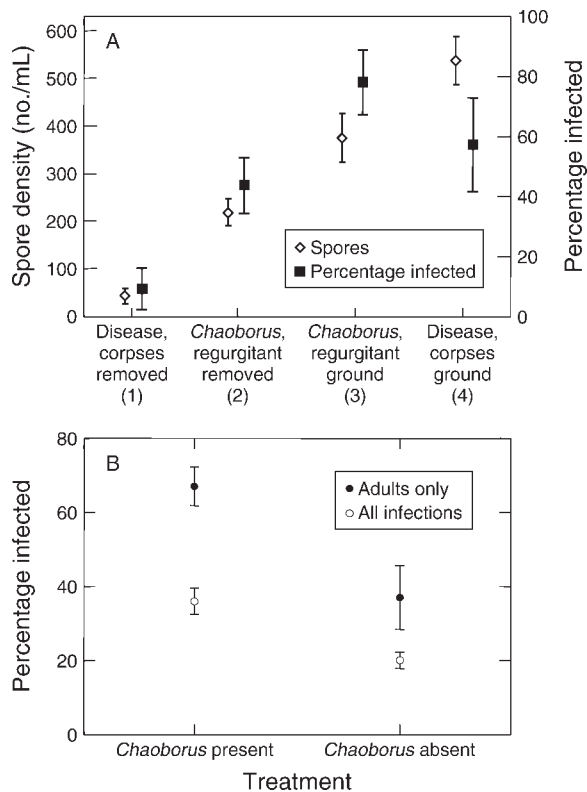 A
Spore density (no./mL)
600
500
400
300
200
100
0
100
80
60
40
20
0
Percentage infected
Spores
Percentage infected
Disease,
corpses
removed
(1)
Chaoborus,
regurgitant
removed
(2)
Chaoborus,
regurgitant
ground
(3)
Disease,
corpses
ground
(4)
B
Percentage infected
80
60
40
20
0
Adults only
All infections
Chaoborus present
Chaoborus absent
Treatment